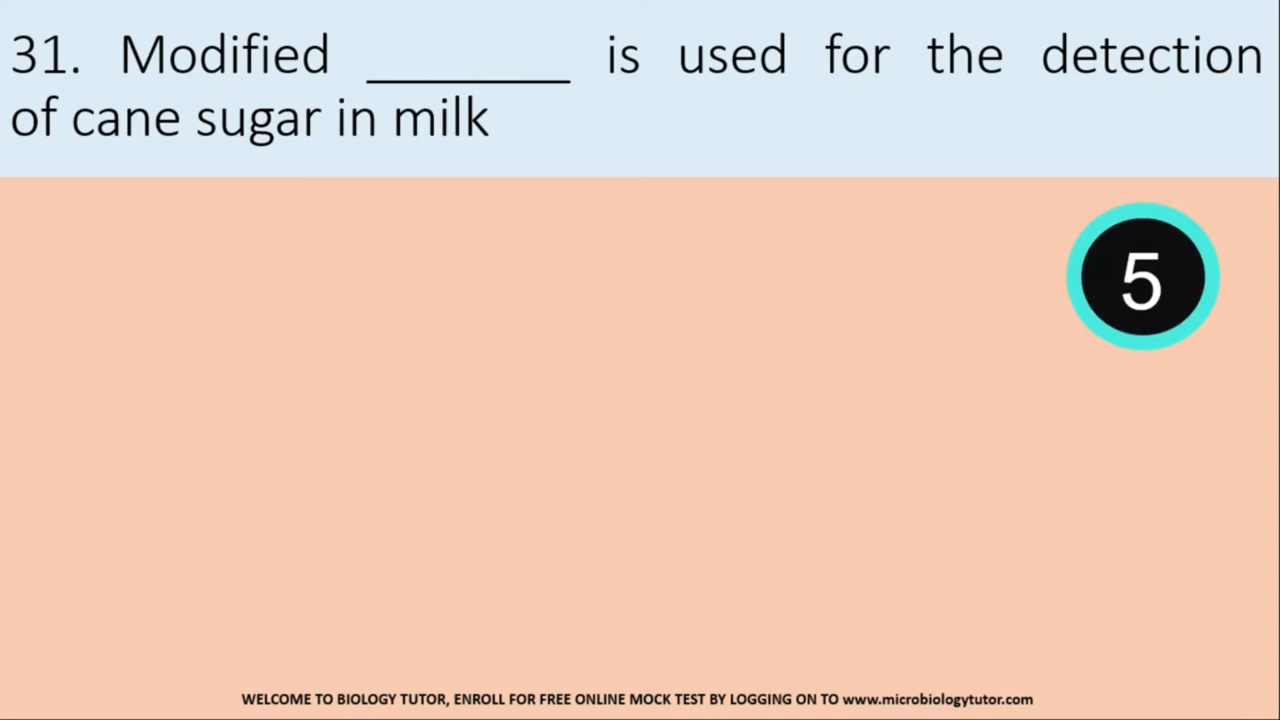 31. Modified ________ is used for the detection
of cane sugar in milk
5
WELCOME TO BIOLOGY TUTOR, ENROLL FOR FREE ONLINE MOCK TEST BY LOGGING ON TO www.microbiologytutor.com